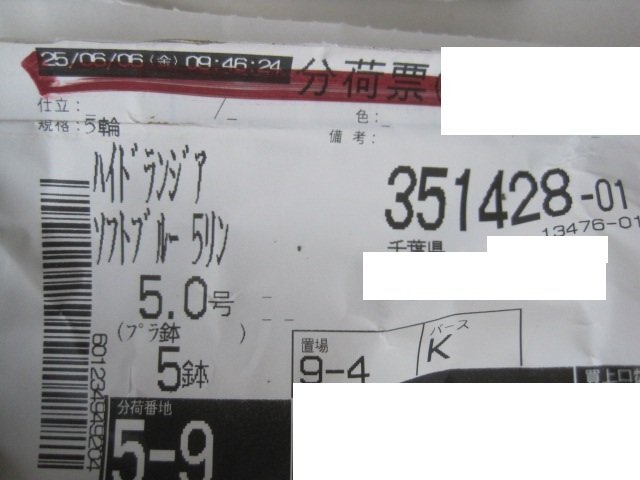 25/06/06(金) 09:46:24
分荷票(
仕立: /_ 色:_
規格:5輪 備考:
ﾊｲﾄﾞﾗﾝｼﾞｱ
ｿﾌﾄﾌﾞﾙｰ 5ﾘﾝ
351428-01
13476-01
千葉県
5.0号
(ﾌﾟﾗ鉢 )
5鉢
置場
9-4
バース
K
分荷番地
5-9
6012349499204